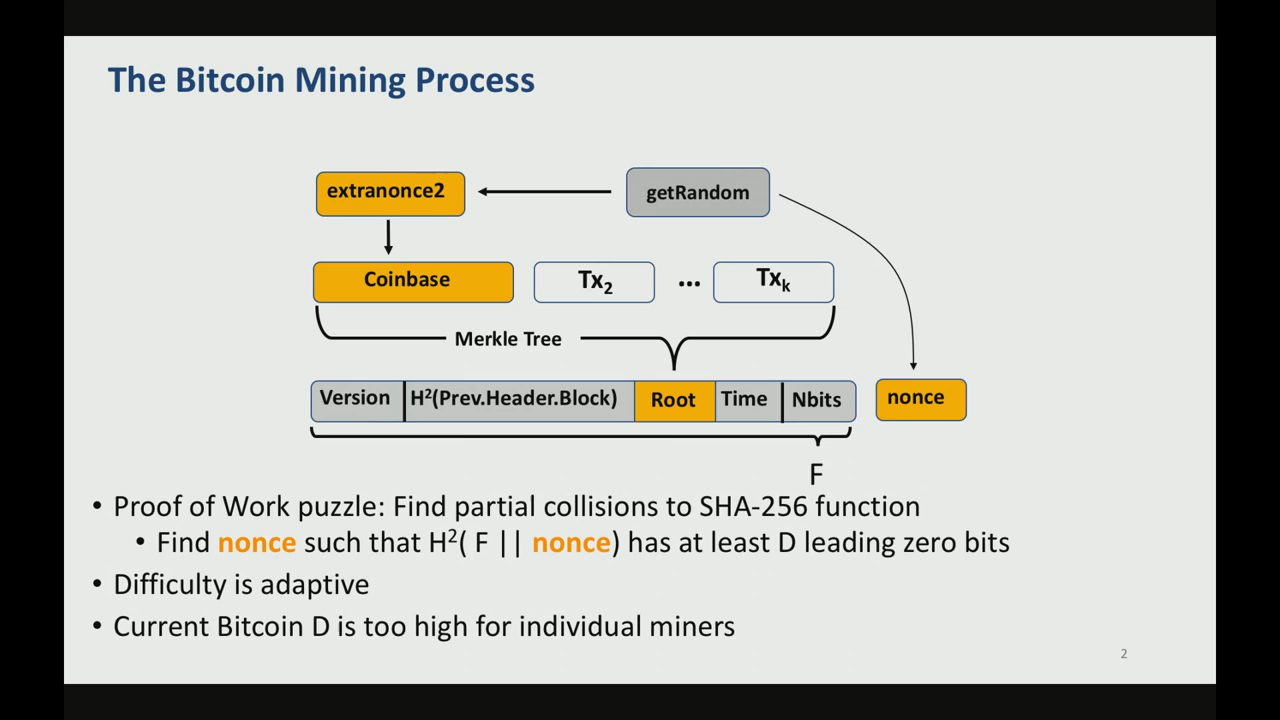 The Bitcoin Mining Process
extranonce2
getRandom
Coinbase
Tx₂
...
Txₖ
Merkle Tree
Version
H²(Prev.Header.Block)
Root
Time
Nbits
nonce
F
• Proof of Work puzzle: Find partial collisions to SHA-256 function
• Find nonce such that H²( F || nonce) has at least D leading zero bits
• Difficulty is adaptive
• Current Bitcoin D is too high for individual miners
2